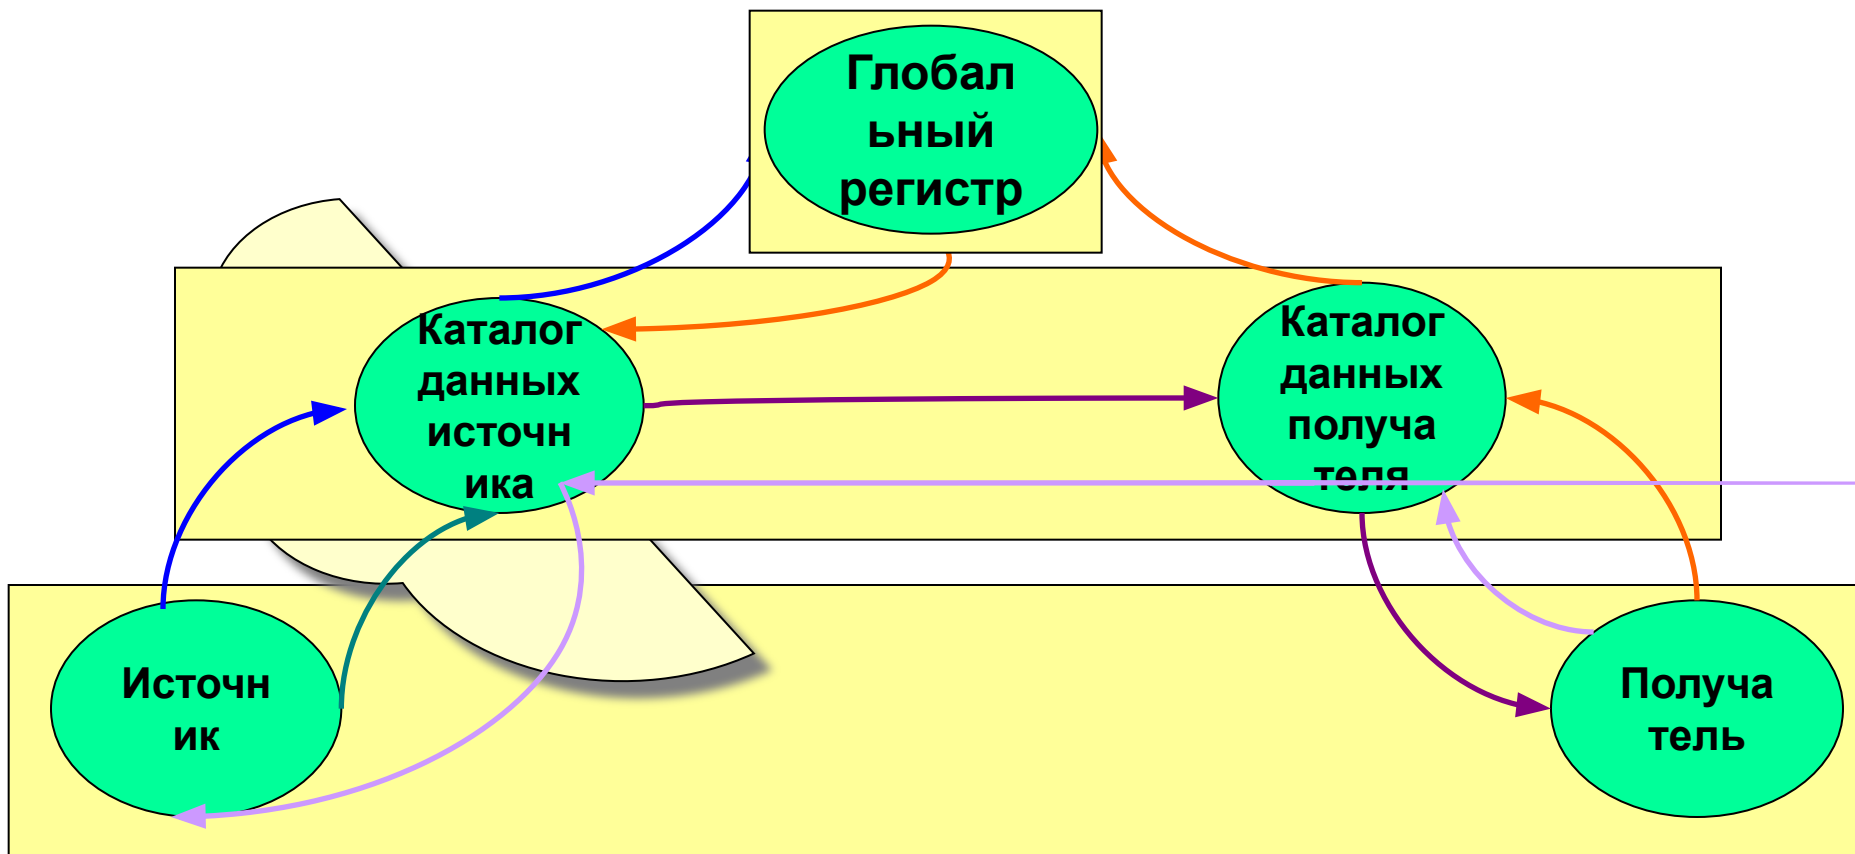 Глобал
ьный
регистр
Каталог
данных
источн
ика
Каталог
данных
получа
теля
Источн
ик
Получа
тель